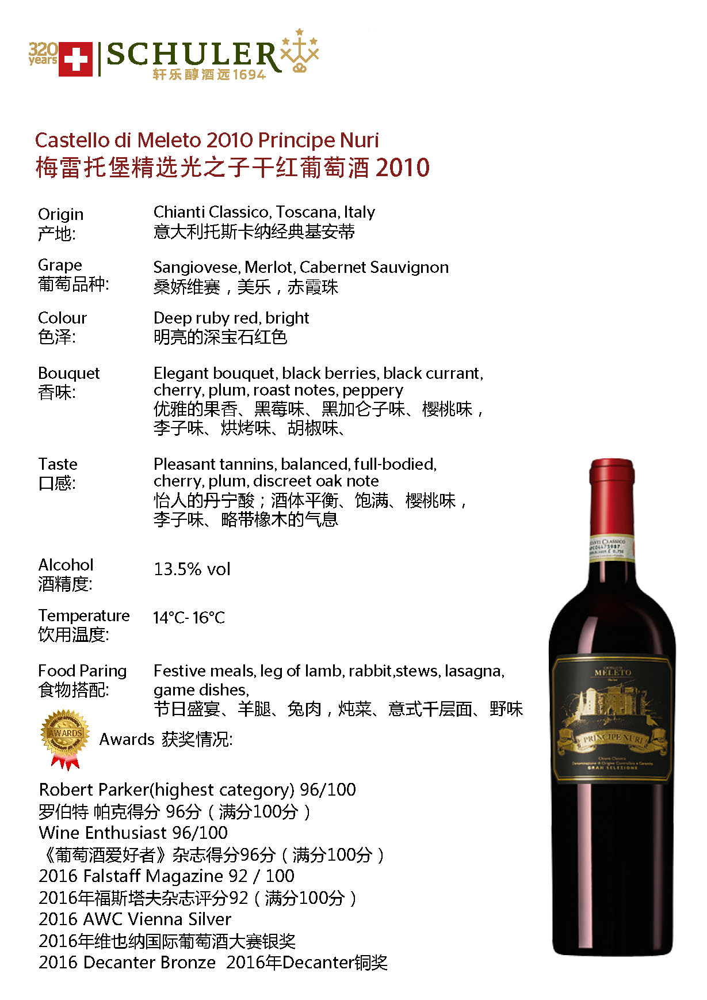 320
years
SCHULER
轩乐醇酒远1694
Castello di Meleto 2010 Principe Nuri
梅雷托堡精选光之子干红葡萄酒 2010
Origin
产地:
Chianti Classico, Toscana, Italy
意大利托斯卡纳经典基安蒂
Grape
葡萄品种:
Sangiovese, Merlot, Cabernet Sauvignon
桑娇维赛，美乐，赤霞珠
Colour
色泽:
Deep ruby red, bright
明亮的深宝石红色
Bouquet
香味:
Elegant bouquet, black berries, black currant,
cherry, plum, roast notes, peppery
优雅的果香、黑莓味、黑加仑子味、樱桃味，
李子味、烘烤味、胡椒味、
Taste
口感:
Pleasant tannins, balanced, full-bodied,
cherry, plum, discreet oak note
怡人的丹宁酸；酒体平衡、饱满、樱桃味，
李子味、略带橡木的气息
Alcohol
酒精度:
13.5% vol
Temperature
饮用温度:
14°C- 16°C
Food Paring
食物搭配:
Festive meals, leg of lamb, rabbit,stews, lasagna,
game dishes,
节日盛宴、羊腿、兔肉，炖菜、意式千层面、野味
AWARDS
Awards 获奖情况:
Robert Parker(highest category) 96/100
罗伯特 帕克得分 96分（满分100分）
Wine Enthusiast 96/100
《葡萄酒爱好者》杂志得分96分（满分100分）
2016 Falstaff Magazine 92 / 100
2016年福斯塔夫杂志评分92（满分100分）
2016 AWC Vienna Silver
2016年维也纳国际葡萄酒大赛银奖
2016 Decanter Bronze 2016年Decanter铜奖
CLASSICO
CASTELLO DI
MELETO
PRINCIPE NURI
Chianti Classico
Denominazione di Origine Controllata e Garantita
GRAN SELEZIONE